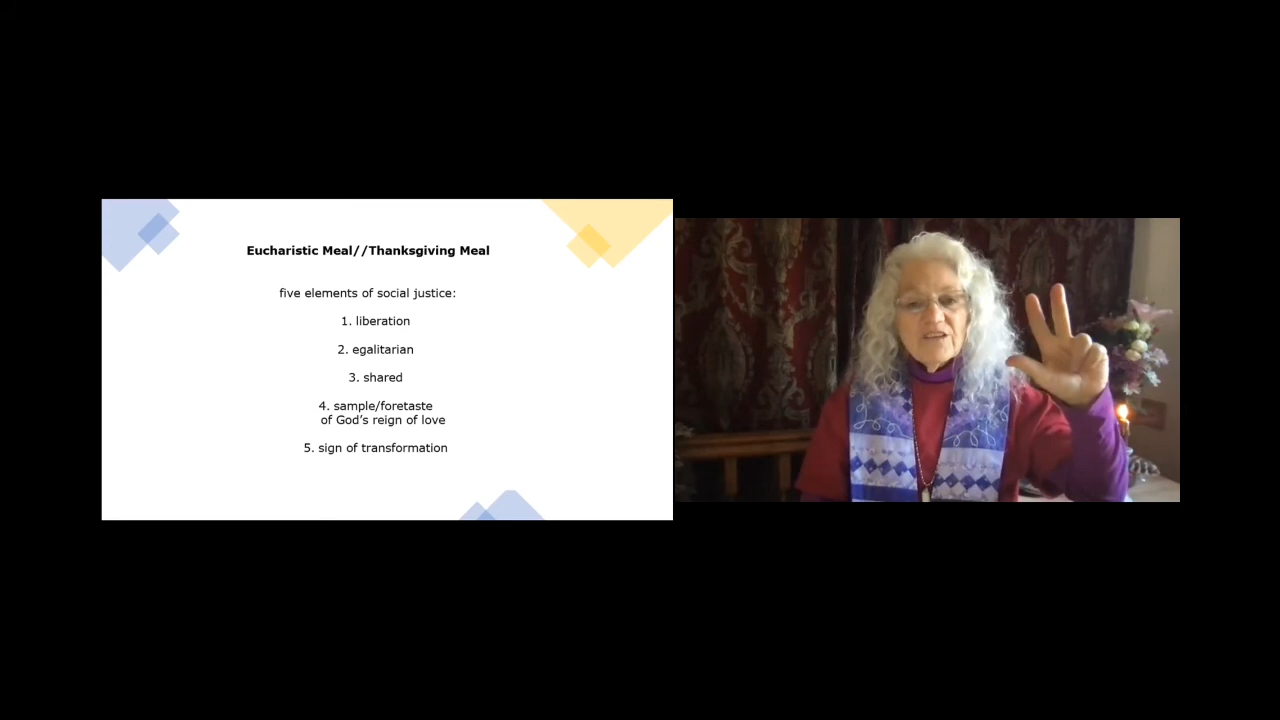 Eucharistic Meal//Thanksgiving Meal
five elements of social justice:
1. liberation
2. egalitarian
3. shared
4. sample/foretaste
of God’s reign of love
5. sign of transformation